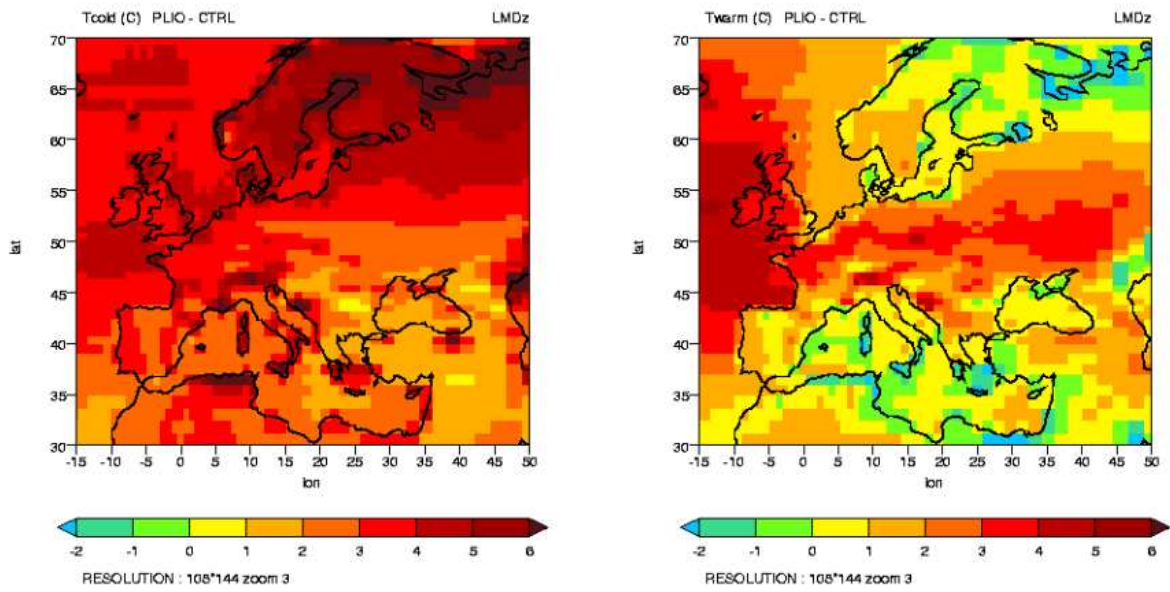 Tcold (C) PLIO - CTRL LMDz
70
65
60
55
50
45
40
35
30
lat
-15 -10 -5 0 5 10 15 20 25 30 35 40 45 50
lon
-2 -1 0 1 2 3 4 5 6
RESOLUTION : 108*144 zoom 3
Twarm (C) PLIO - CTRL LMDz
70
65
60
55
50
45
40
35
30
lat
-15 -10 -5 0 5 10 15 20 25 30 35 40 45 50
lon
-2 -1 0 1 2 3 4 5 6
RESOLUTION : 108*144 zoom 3